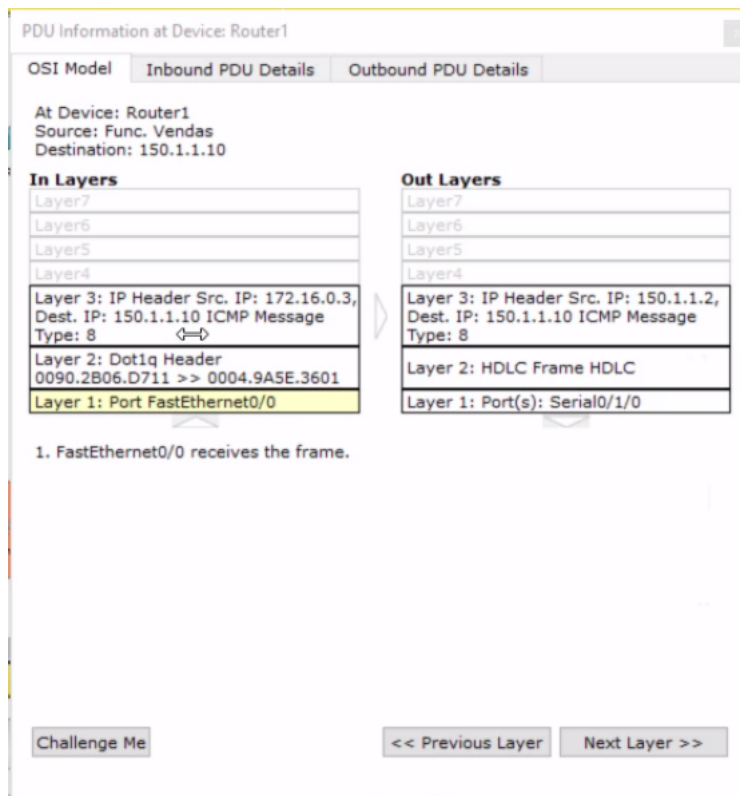 PDU Information at Device: Router1
OSI Model Inbound PDU Details Outbound PDU Details
At Device: Router1
Source: Func. Vendas
Destination: 150.1.1.10
In Layers
Layer7
Layer6
Layer5
Layer4
Layer 3: IP Header Src. IP: 172.16.0.3,
Dest. IP: 150.1.1.10 ICMP Message
Type: 8
Layer 2: Dot1q Header
0090.2B06.D711 >> 0004.9A5E.3601
Layer 1: Port FastEthernet0/0
Out Layers
Layer7
Layer6
Layer5
Layer4
Layer 3: IP Header Src. IP: 150.1.1.2,
Dest. IP: 150.1.1.10 ICMP Message
Type: 8
Layer 2: HDLC Frame HDLC
Layer 1: Port(s): Serial0/1/0
1. FastEthernet0/0 receives the frame.
Challenge Me << Previous Layer Next Layer >>